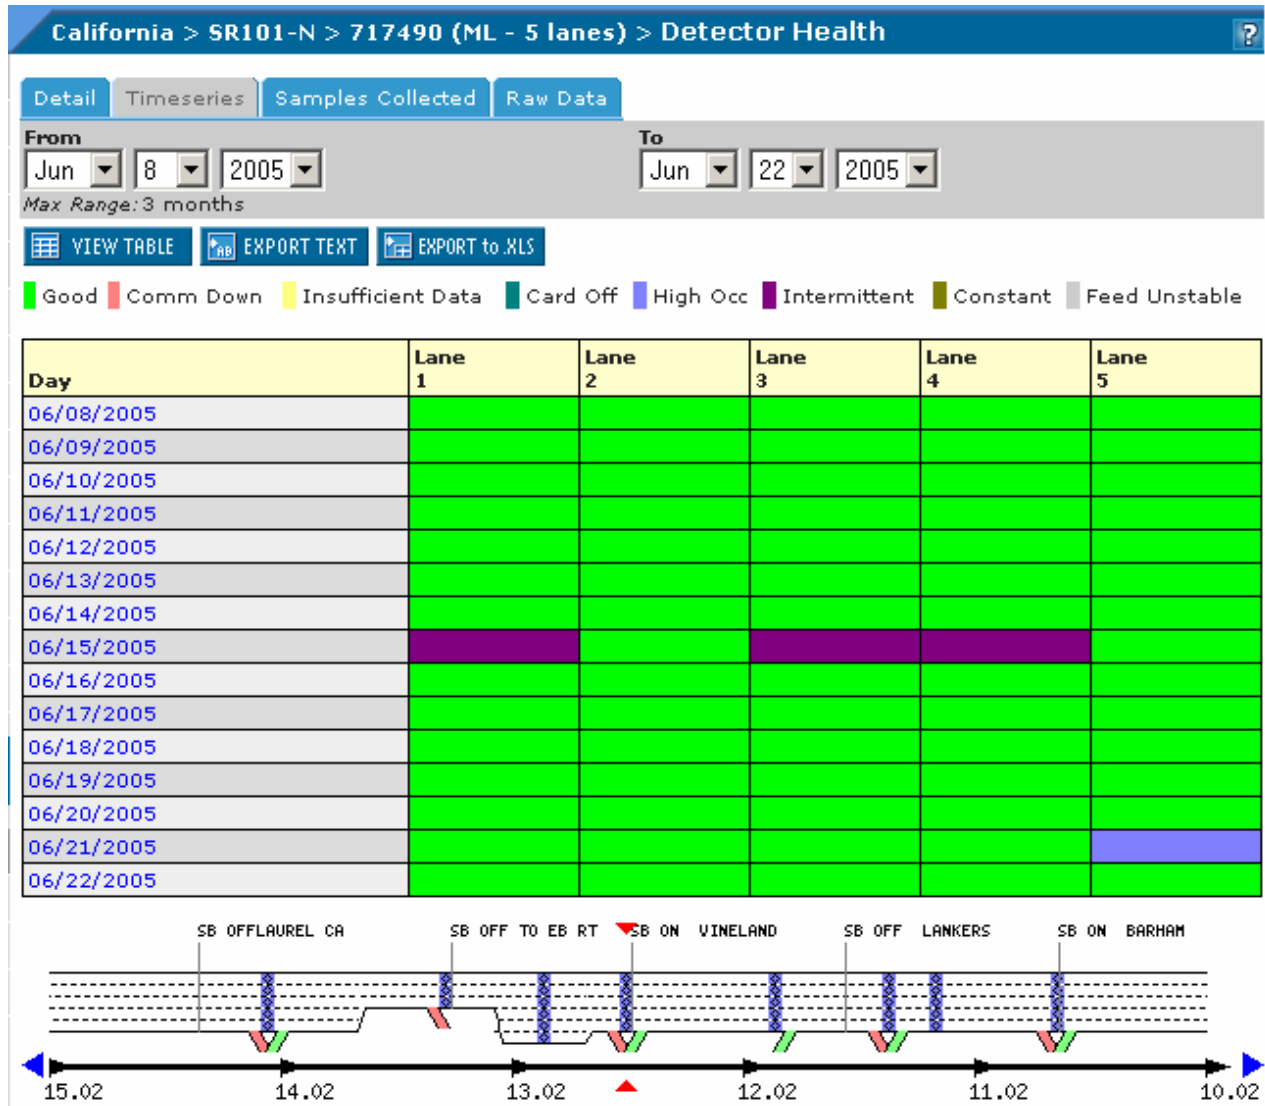 California > SR101-N > 717490 (ML - 5 lanes) > Detector Health ?
Detail Timeseries Samples Collected Raw Data
From To
Jun 8 2005 Jun 22 2005
Max Range: 3 months
VIEW TABLE AB EXPORT TEXT EXPORT to .XLS
Good Comm Down Insufficient Data Card Off High Occ Intermittent Constant Feed Unstable
Day Lane 1 Lane 2 Lane 3 Lane 4 Lane 5
06/08/2005
06/09/2005
06/10/2005
06/11/2005
06/12/2005
06/13/2005
06/14/2005
06/15/2005
06/16/2005
06/17/2005
06/18/2005
06/19/2005
06/20/2005
06/21/2005
06/22/2005
SB OFFLAUREL CA SB OFF TO EB RT SB ON VINELAND SB OFF LANKERS SB ON BARHAM
15.02 14.02 13.02 12.02 11.02 10.02